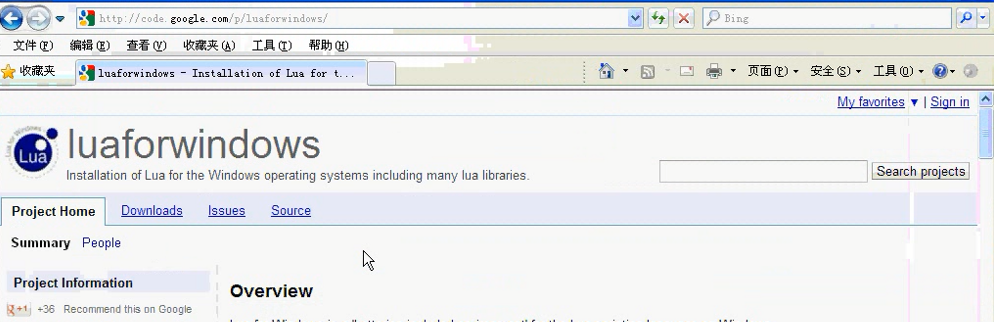 http://code.google.com/p/luaforwindows/
Bing
文件(F) 编辑(E) 查看(V) 收藏夹(A) 工具(T) 帮助(H)
收藏夹 luaforwindows - Installation of Lua for t... 页面(P) 安全(S) 工具(O)
My favorites ▼ | Sign in
Lua
luaforwindows
Installation of Lua for the Windows operating systems including many lua libraries.
Search projects
Project Home Downloads Issues Source
Summary People
Project Information
+1 +36 Recommend this on Google
Overview